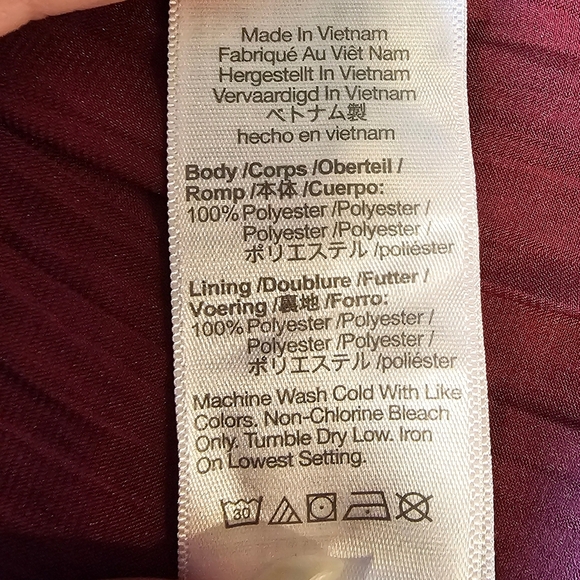 Made In Vietnam
Fabriqué Au Viêt Nam
Hergestellt In Vietnam
Vervaardigd In Vietnam
ベトナム製
hecho en vietnam
Body /Corps /Oberteil /
Romp /本体 /Cuerpo:
100% Polyester /Polyester /
Polyester /Polyester /
ポリエステル /poliéster
Lining /Doublure /Futter /
Voering /裏地 /Forro:
100% Polyester /Polyester /
Polyester /Polyester /
ポリエステル /poliéster
Machine Wash Cold With Like
Colors. Non-Chlorine Bleach
Only. Tumble Dry Low. Iron
On Lowest Setting.
30